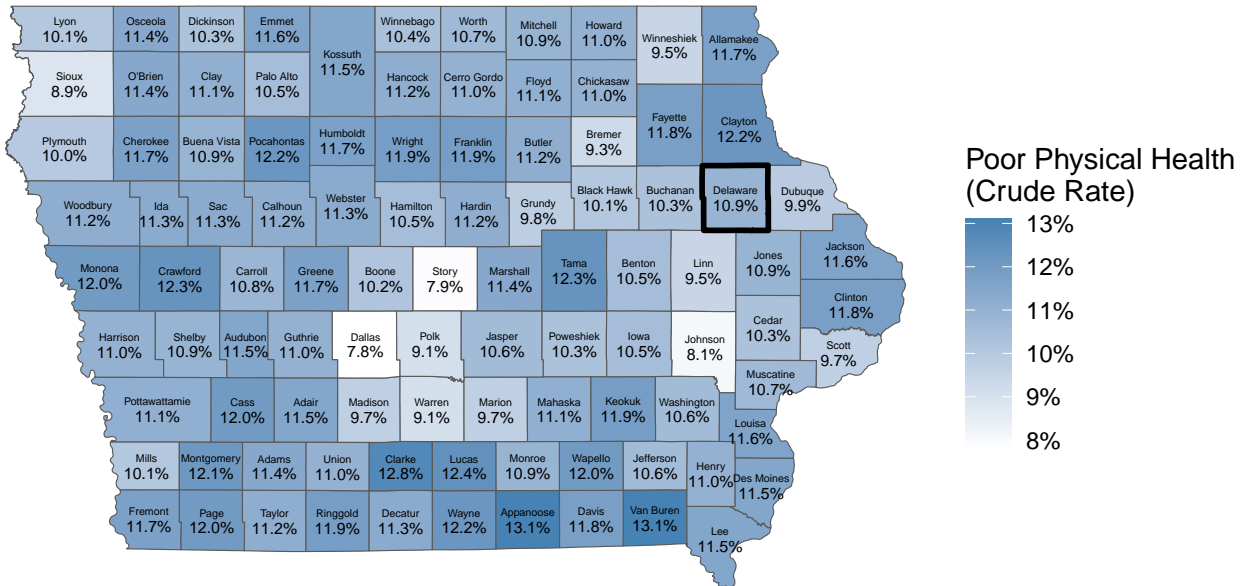 Lyon
10.1%
Osceola
11.4%
Dickinson
10.3%
Emmet
11.6%
Kossuth
11.5%
Winnebago
10.4%
Worth
10.7%
Mitchell
10.9%
Howard
11.0%
Winneshiek
9.5%
Allamakee
11.7%
Sioux
8.9%
O'Brien
11.4%
Clay
11.1%
Palo Alto
10.5%
Hancock
11.2%
Cerro Gordo
11.0%
Floyd
11.1%
Chickasaw
11.0%
Fayette
11.8%
Clayton
12.2%
Plymouth
10.0%
Cherokee
11.7%
Buena Vista
10.9%
Pocahontas
12.2%
Humboldt
11.7%
Wright
11.9%
Franklin
11.9%
Butler
11.2%
Bremer
9.3%
Woodbury
11.2%
Ida
11.3%
Sac
11.3%
Calhoun
11.2%
Webster
11.3%
Hamilton
10.5%
Hardin
11.2%
Grundy
9.8%
Black Hawk
10.1%
Buchanan
10.3%
Delaware
10.9%
Dubuque
9.9%
Monona
12.0%
Crawford
12.3%
Carroll
10.8%
Greene
11.7%
Boone
10.2%
Story
7.9%
Marshall
11.4%
Tama
12.3%
Benton
10.5%
Linn
9.5%
Jones
10.9%
Jackson
11.6%
Clinton
11.8%
Harrison
11.0%
Shelby
10.9%
Audubon
11.5%
Guthrie
11.0%
Dallas
7.8%
Polk
9.1%
Jasper
10.6%
Poweshiek
10.3%
Iowa
10.5%
Johnson
8.1%
Cedar
10.3%
Scott
9.7%
Muscatine
10.7%
Pottawattamie
11.1%
Cass
12.0%
Adair
11.5%
Madison
9.7%
Warren
9.1%
Marion
9.7%
Mahaska
11.1%
Keokuk
11.9%
Washington
10.6%
Louisa
11.6%
Mills
10.1%
Montgomery
12.1%
Adams
11.4%
Union
11.0%
Clarke
12.8%
Lucas
12.4%
Monroe
10.9%
Wapello
12.0%
Jefferson
10.6%
Henry
11.0%
Des Moines
11.5%
Fremont
11.7%
Page
12.0%
Taylor
11.2%
Ringgold
11.9%
Decatur
11.3%
Wayne
12.2%
Appanoose
13.1%
Davis
11.8%
Van Buren
13.1%
Lee
11.5%
Poor Physical Health
(Crude Rate)
13%
12%
11%
10%
9%
8%